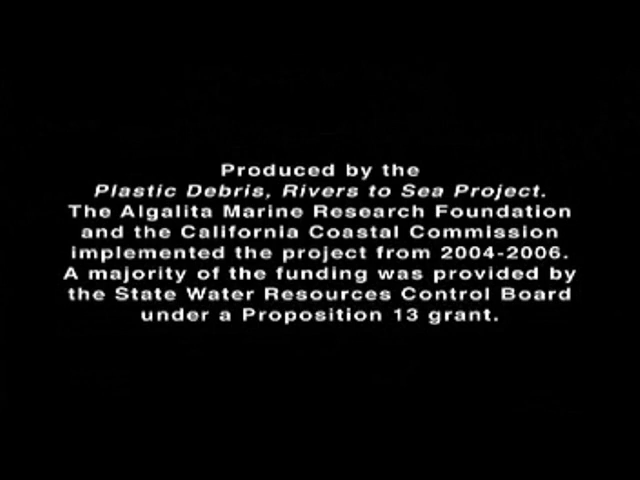 Produced by the
Plastic Debris, Rivers to Sea Project.
The Algalita Marine Research Foundation
and the California Coastal Commission
implemented the project from 2004-2006.
A majority of the funding was provided by
the State Water Resources Control Board
under a Proposition 13 grant.